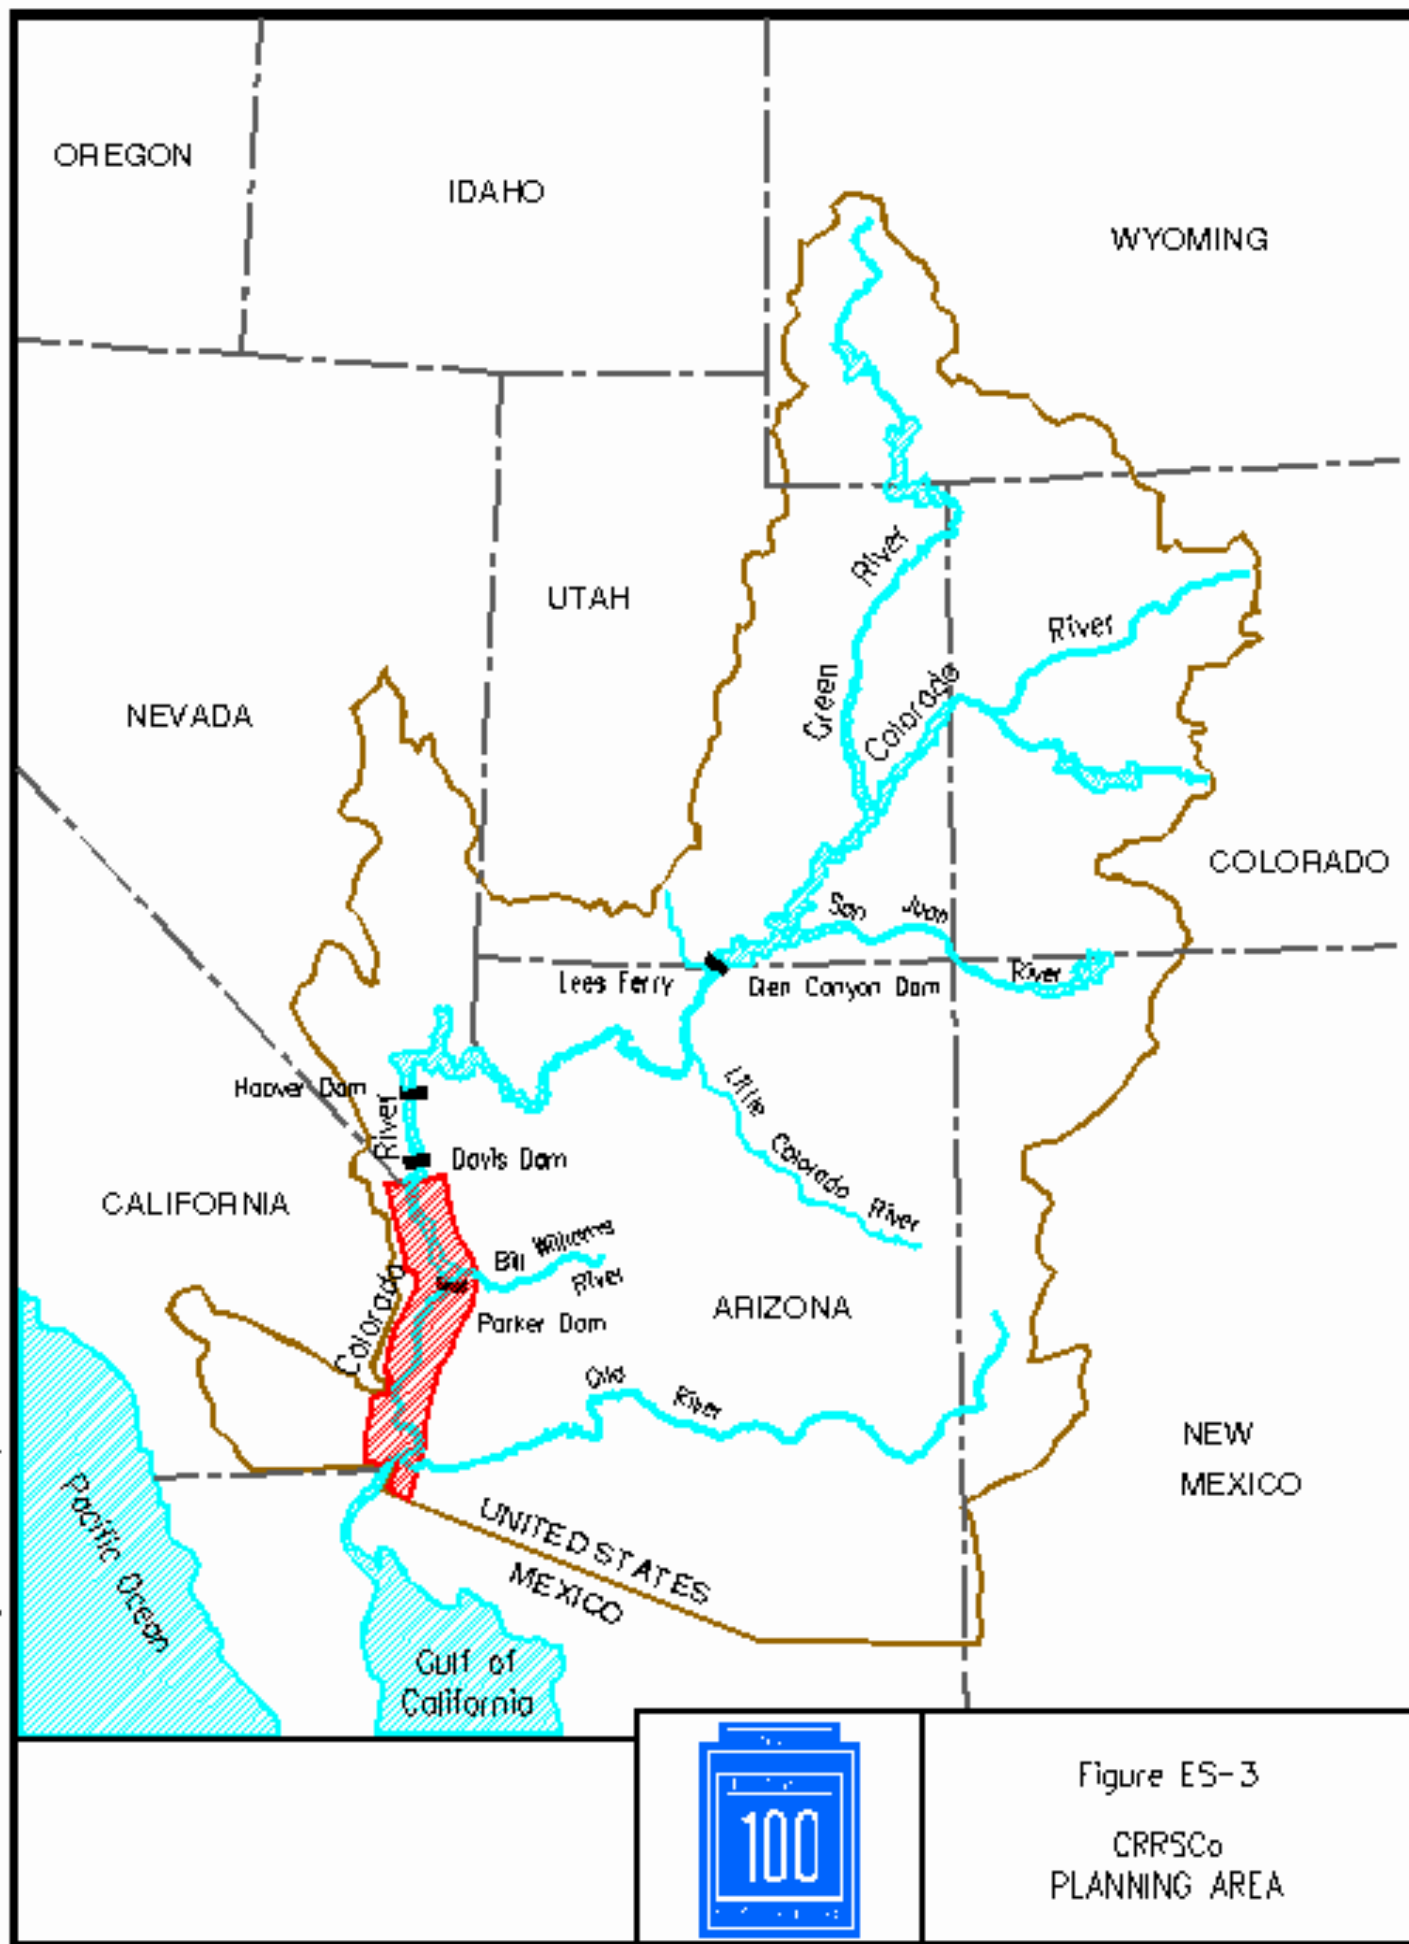 OREGON
IDAHO
WYOMING
River
UTAH
River
Green
Colorado
NEVADA
COLORADO
San Juan
River
Lees Ferry
Glen Canyon Dam
Hoover Dam
River
Davis Dam
Little Colorado River
CALIFORNIA
Bill Williams
River
Colorado
Parker Dam
ARIZONA
Gila
River
NEW
MEXICO
Pacific Ocean
UNITED STATES
MEXICO
Gulf of
California
100
Figure ES-3
CRRSCo
PLANNING AREA